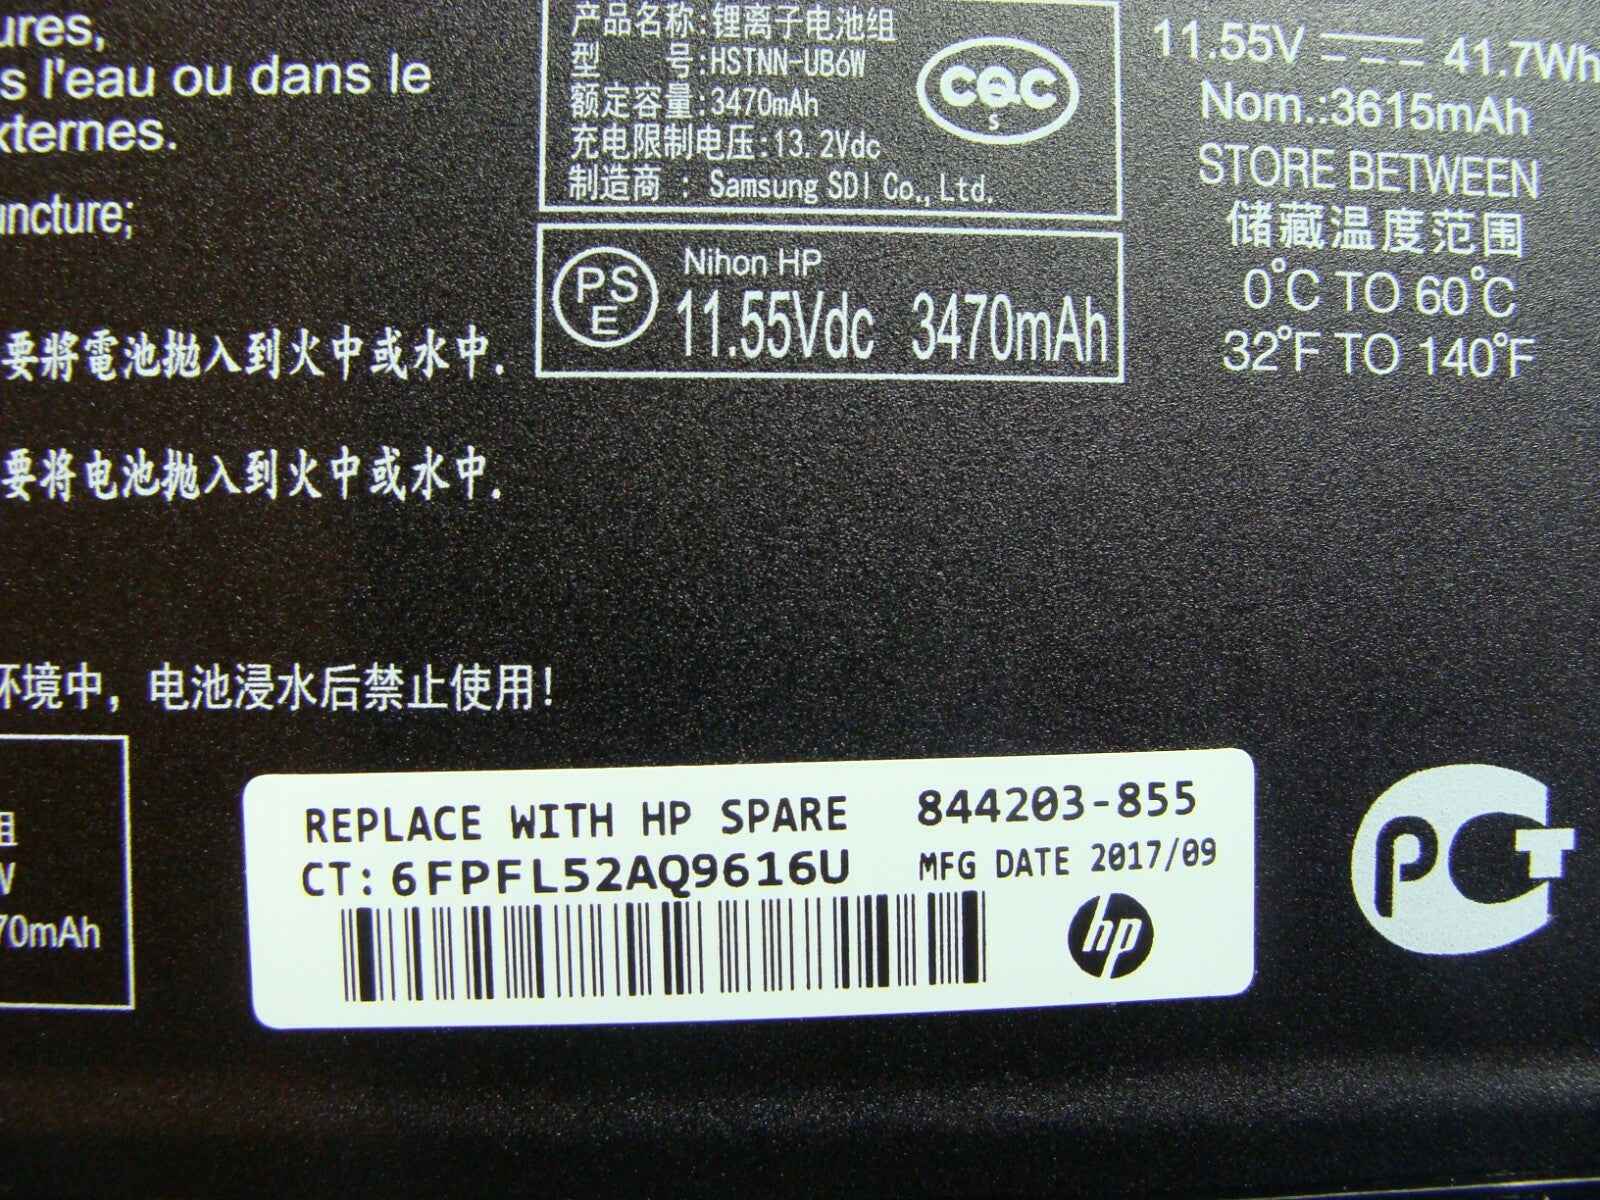 ures,
s l'eau ou dans le
xternes.
uncture;
要將電池拋入到火中或水中.
要将电池抛入到火中或水中.
环境中，电池浸水后禁止使用！
组
W
70mAh
产品名称:锂离子电池组
型 号:HSTNN-UB6W
额定容量:3470mAh
充电限制电压:13.2Vdc
制造商 : Samsung SDI Co., Ltd.
CQC
S
PS
E
Nihon HP
11.55Vdc 3470mAh
11.55V 41.7Wh
Nom.:3615mAh
STORE BETWEEN
储藏温度范围
0°C TO 60°C
32°F TO 140°F
REPLACE WITH HP SPARE 844203-855
CT: 6FPFL52AQ9616U MFG DATE 2017/09
hp
PCT